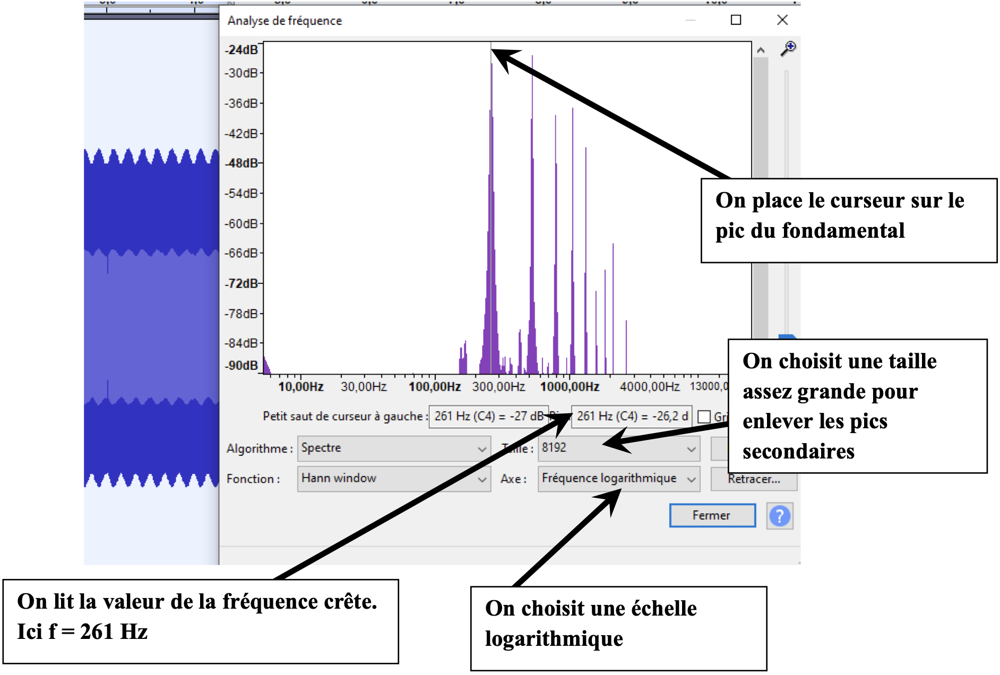 Analyse de fréquence
-24dB
-30dB
-36dB
-42dB
-48dB
-54dB
-60dB
-66dB
-72dB
-78dB
-84dB
-90dB
10,00Hz 30,00Hz 100,00Hz 300,00Hz 1000,00Hz 4000,00Hz 13000,0
On place le curseur sur le
pic du fondamental
On choisit une taille
assez grande pour
enlever les pics
secondaires
Petit saut de curseur à gauche : 261 Hz (C4) = -27 dB 261 Hz (C4) = -26,2 d Gri
Algorithme : Spectre Taille : 8192
Fonction : Hann window Axe : Fréquence logarithmique Retracer...
Fermer ?
On lit la valeur de la fréquence crête.
Ici f = 261 Hz
On choisit une échelle
logarithmique